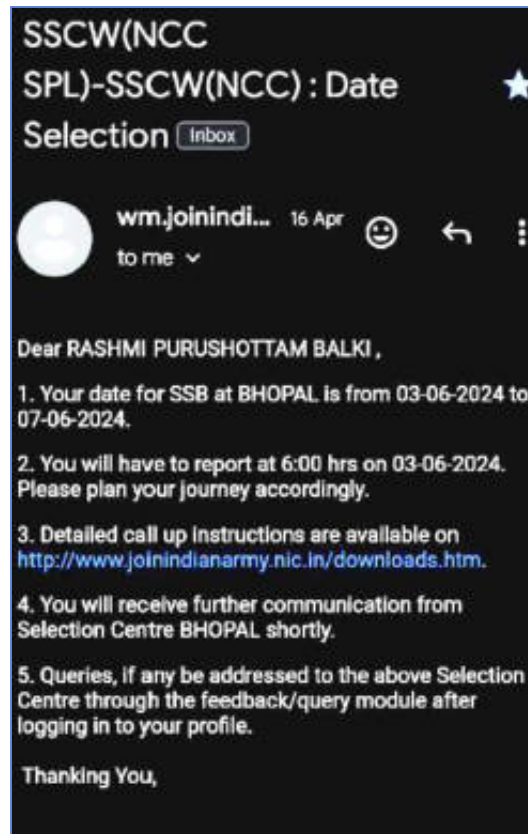 SSCW(NCC
SPL)-SSCW(NCC) : Date
Selection Inbox
wm.joinindi... 16 Apr
to me
Dear RASHMI PURUSHOTTAM BALKI ,
1. Your date for SSB at BHOPAL is from 03-06-2024 to
07-06-2024.
2. You will have to report at 6:00 hrs on 03-06-2024.
Please plan your journey accordingly.
3. Detailed call up instructions are available on
http://www.joinindianarmy.nic.in/downloads.htm.
4. You will receive further communication from
Selection Centre BHOPAL shortly.
5. Queries, if any be addressed to the above Selection
Centre through the feedback/query module after
logging in to your profile.
Thanking You,